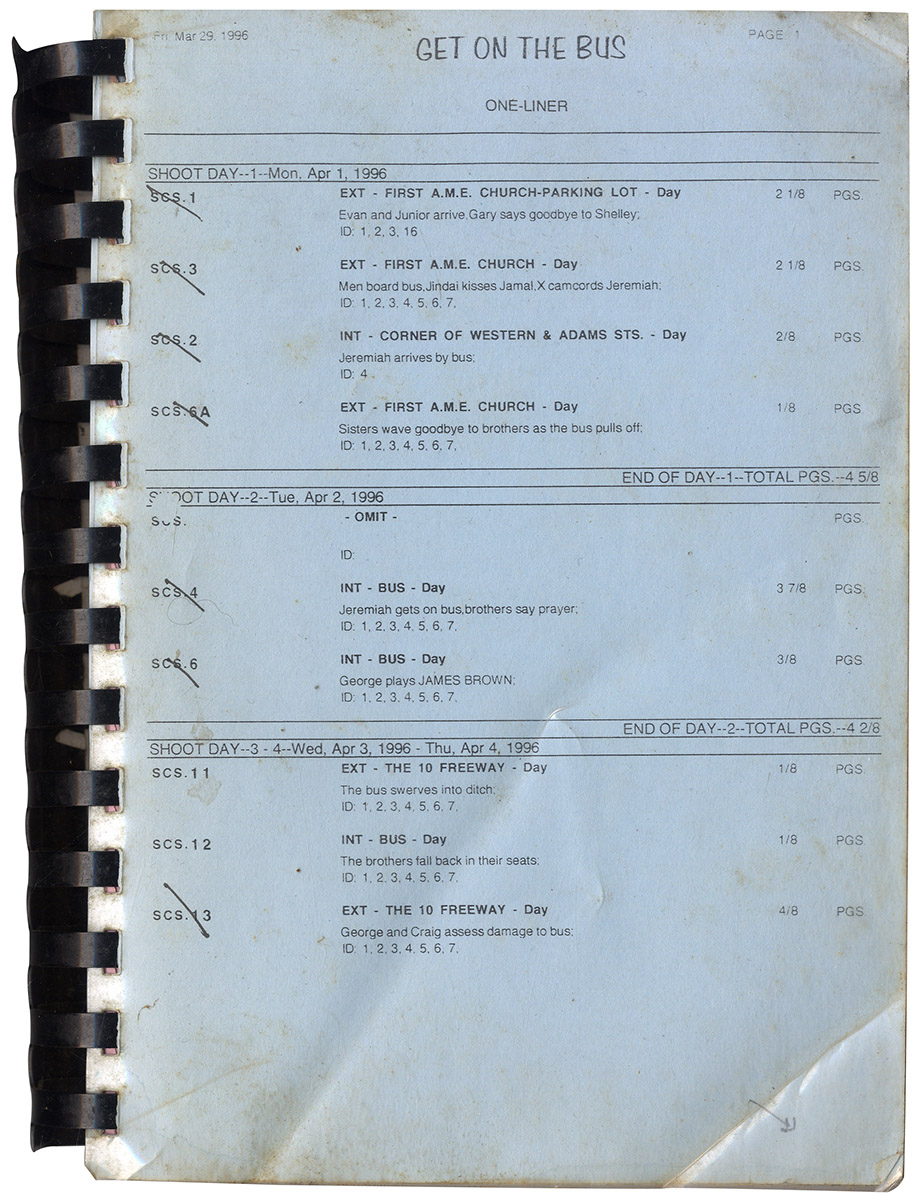 Fri Mar 29, 1996 PAGE 1
GET ON THE BUS
ONE-LINER
SHOOT DAY--1--Mon, Apr 1, 1996
SCS.1 EXT - FIRST A.M.E. CHURCH-PARKING LOT - Day 2 1/8 PGS.
Evan and Junior arrive,Gary says goodbye to Shelley;
ID: 1, 2, 3, 16
SCS.3 EXT - FIRST A.M.E. CHURCH - Day 2 1/8 PGS.
Men board bus,Jindai kisses Jamal,X camcords Jeremiah;
ID: 1, 2, 3, 4, 5, 6, 7,
SCS.2 INT - CORNER OF WESTERN & ADAMS STS. - Day 2/8 PGS.
Jeremiah arrives by bus;
ID: 4
SCS.6A EXT - FIRST A.M.E. CHURCH - Day 1/8 PGS.
Sisters wave goodbye to brothers as the bus pulls off;
ID: 1, 2, 3, 4, 5, 6, 7,
END OF DAY--1--TOTAL PGS.--4 5/8
SHOOT DAY--2--Tue, Apr 2, 1996
SCS. - OMIT - PGS.
ID:
SCS.4 INT - BUS - Day 3 7/8 PGS.
Jeremiah gets on bus,brothers say prayer;
ID: 1, 2, 3, 4, 5, 6, 7,
SCS.6 INT - BUS - Day 3/8 PGS.
George plays JAMES BROWN;
ID: 1, 2, 3, 4, 5, 6, 7,
END OF DAY--2--TOTAL PGS.--4 2/8
SHOOT DAY--3 - 4--Wed, Apr 3, 1996 - Thu, Apr 4, 1996
SCS.11 EXT - THE 10 FREEWAY - Day 1/8 PGS.
The bus swerves into ditch;
ID: 1, 2, 3, 4, 5, 6, 7,
SCS.12 INT - BUS - Day 1/8 PGS.
The brothers fall back in their seats;
ID: 1, 2, 3, 4, 5, 6, 7,
SCS.13 EXT - THE 10 FREEWAY - Day 4/8 PGS.
George and Craig assess damage to bus;
ID: 1, 2, 3, 4, 5, 6, 7,